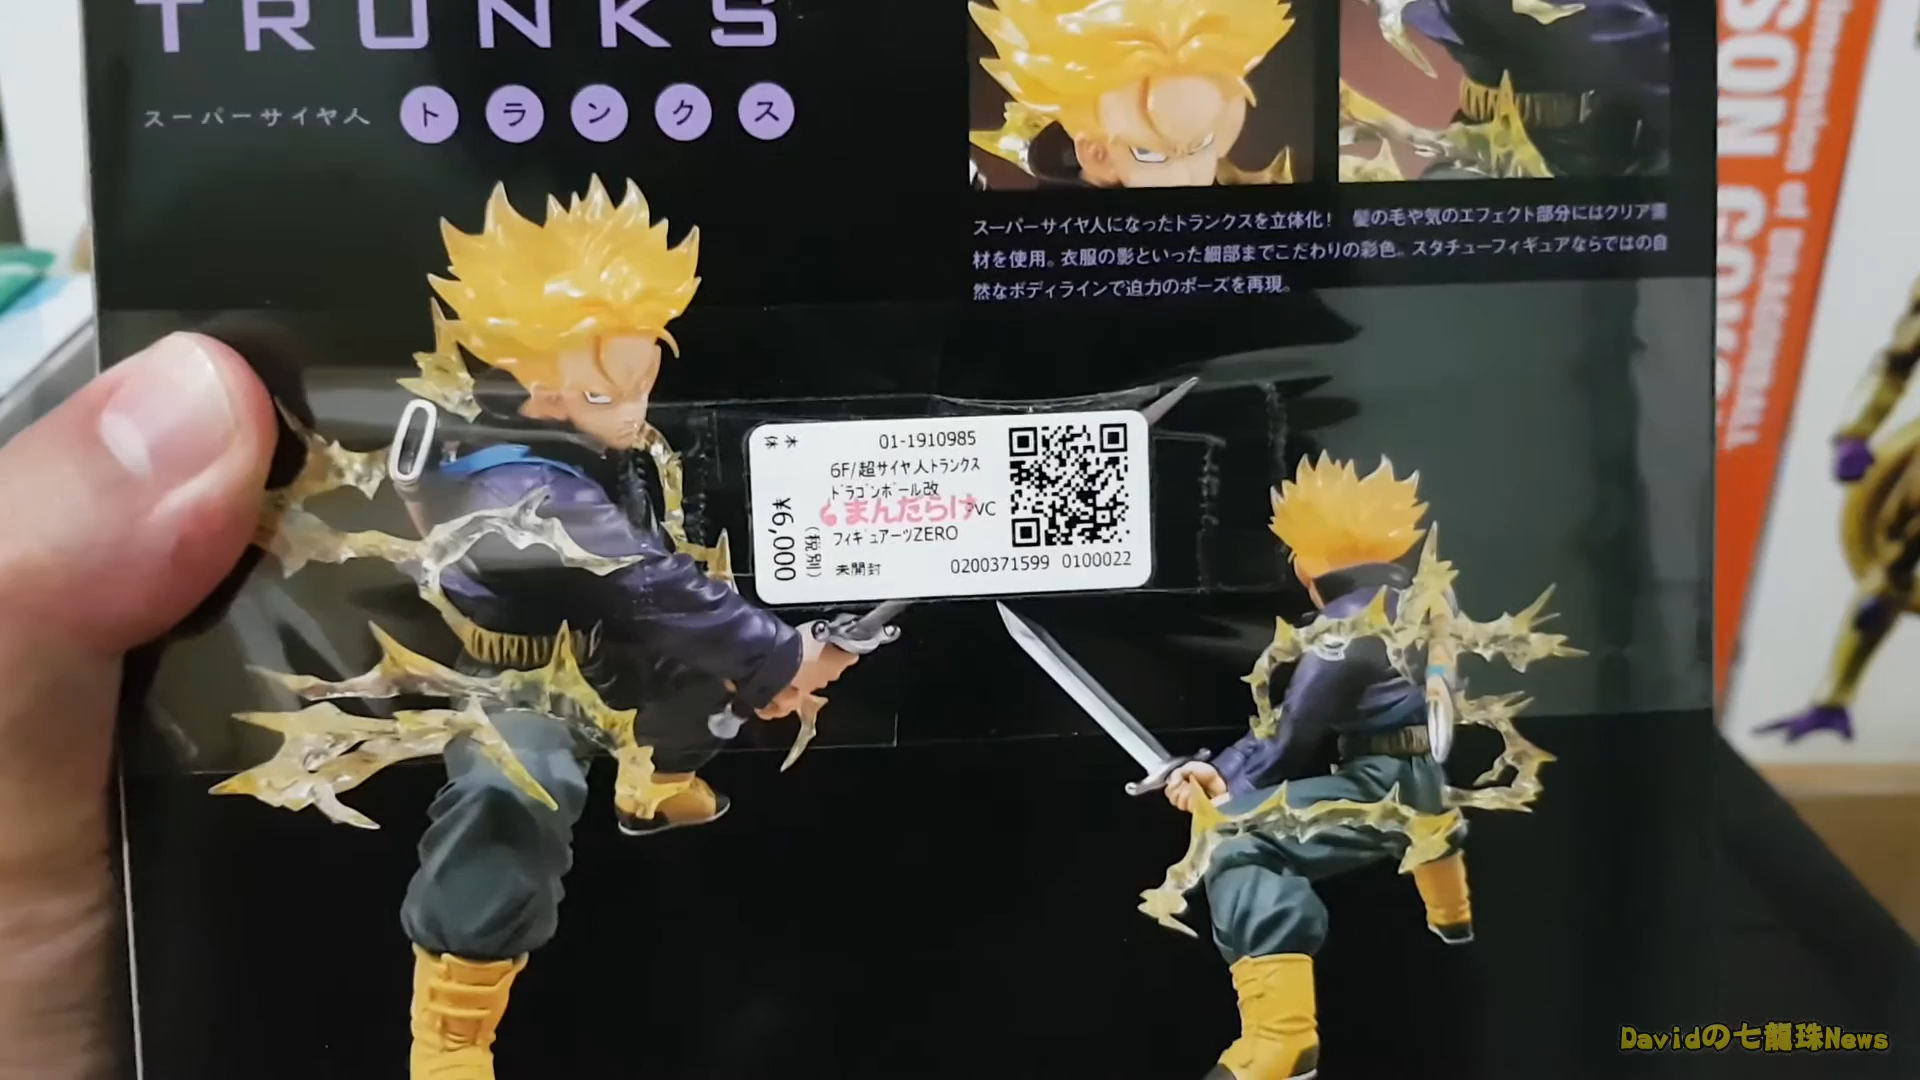 TRUNKS
スーパーサイヤ人 トランクス
スーパーサイヤ人になったトランクスを立体化! 髪の毛や気のエフェクト部分にはクリア素
材を使用。衣服の影といった細部までこだわりの彩色。スタチューフィギュアならではの自
然なボディラインで迫力のポーズを再現。
01-1910985
6F/超サイヤ人トランクス
ドラゴンボール改
まんだらけ PVC
フィギュアーツZERO
未開封
0200371599 0100022
¥6,000
(税別)
SON GOKU
Dimension of DRAGONBALL
Davidの七龍珠News